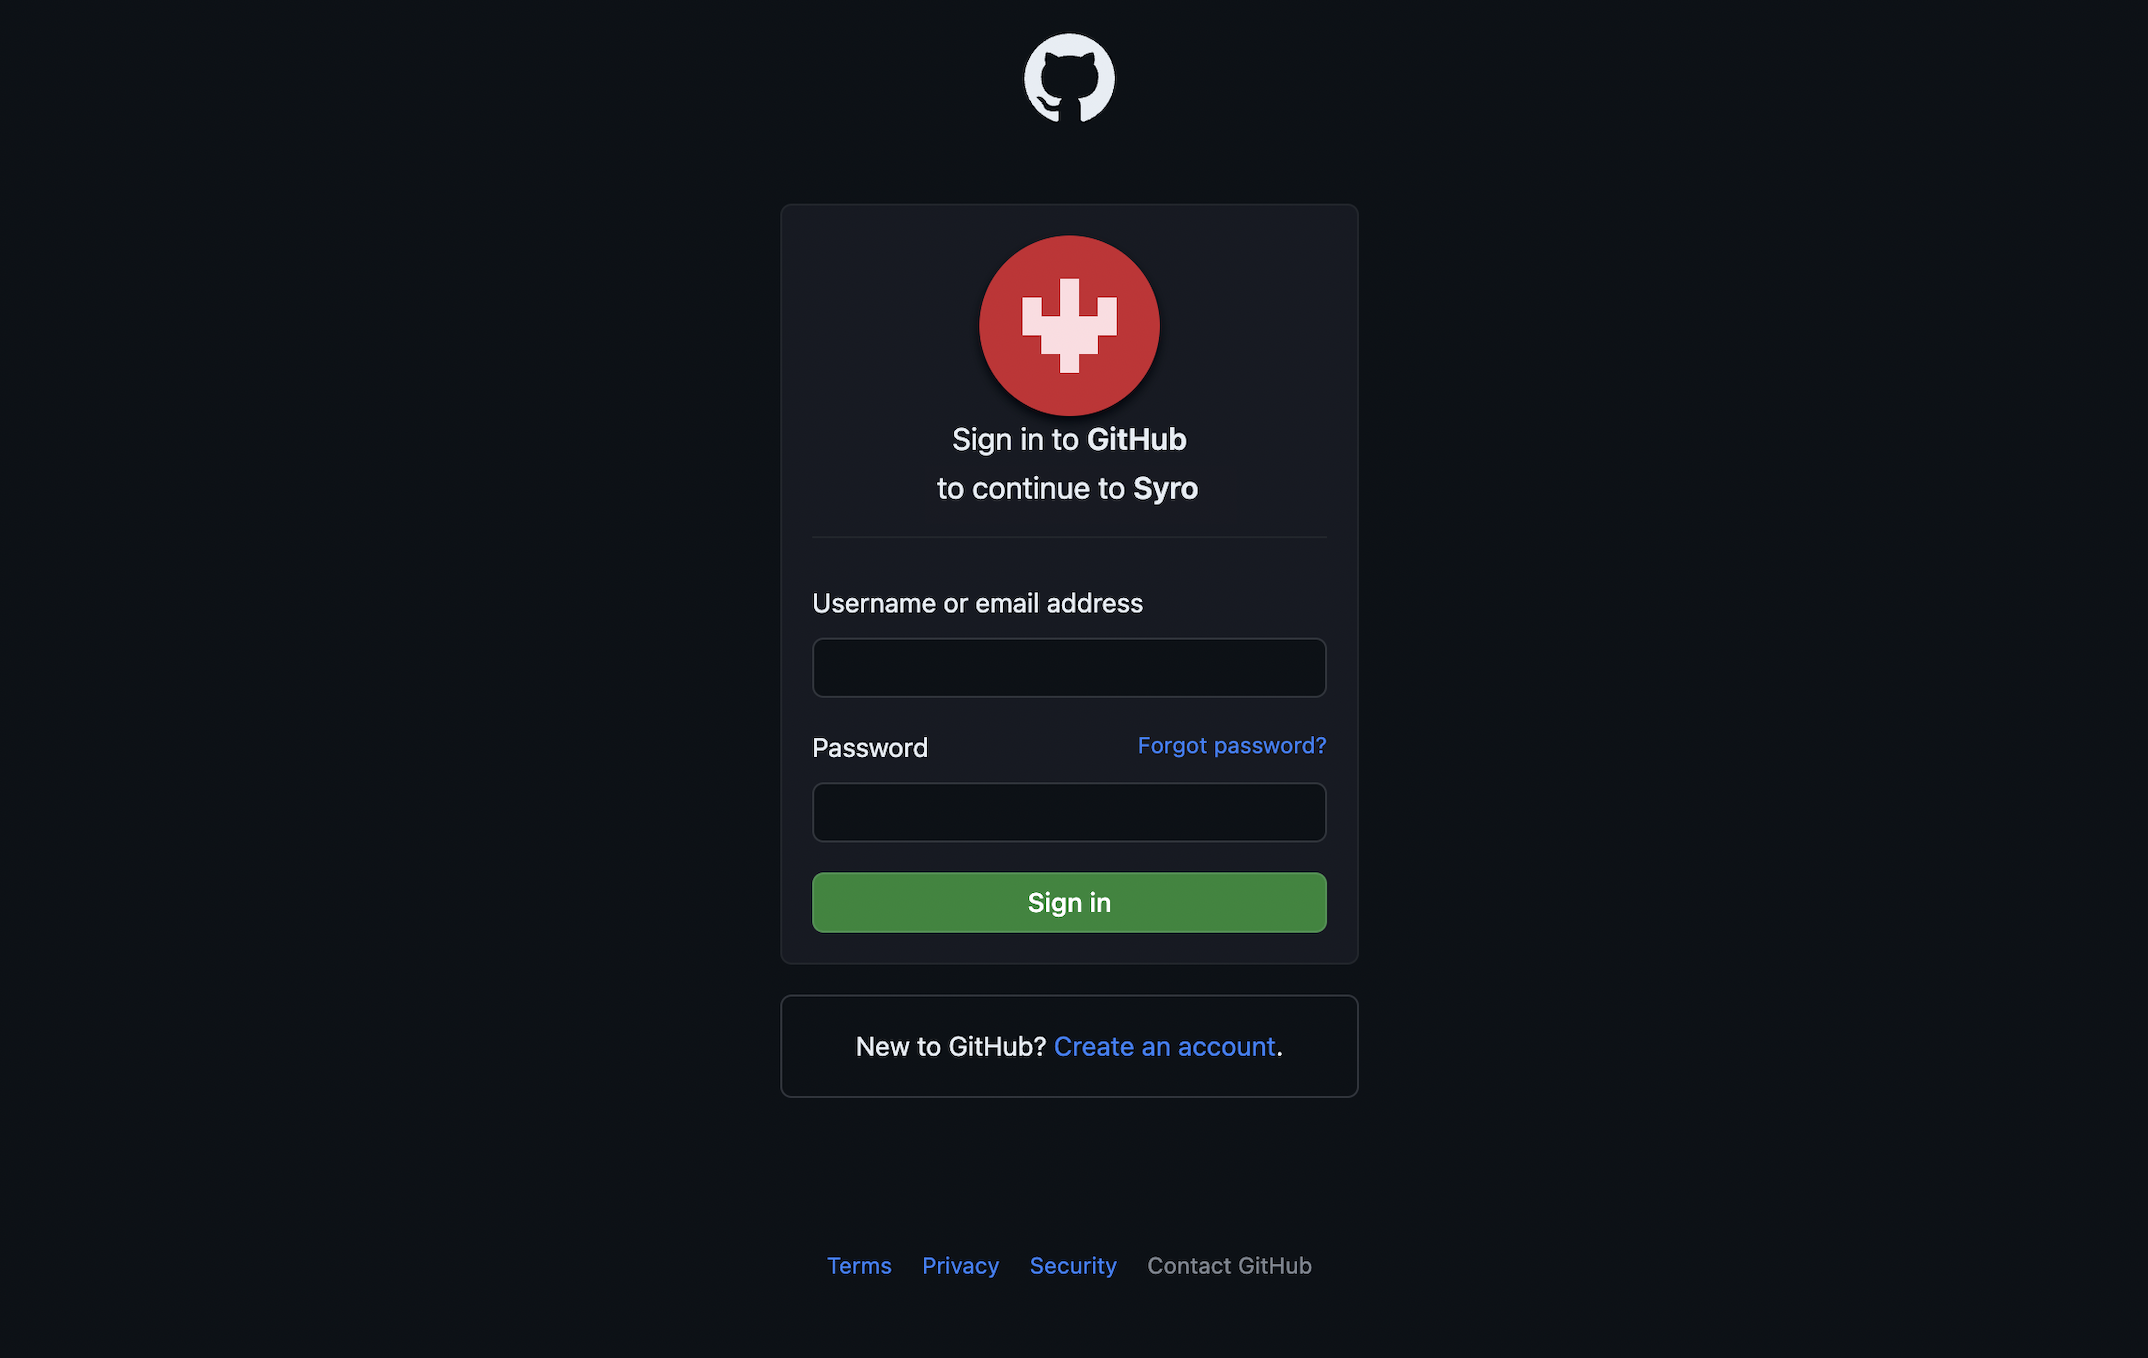 Sign in to GitHub
to continue to Syro
Username or email address
Password
Forgot password?
Sign in
New to GitHub? Create an account.
Terms
Privacy
Security
Contact GitHub